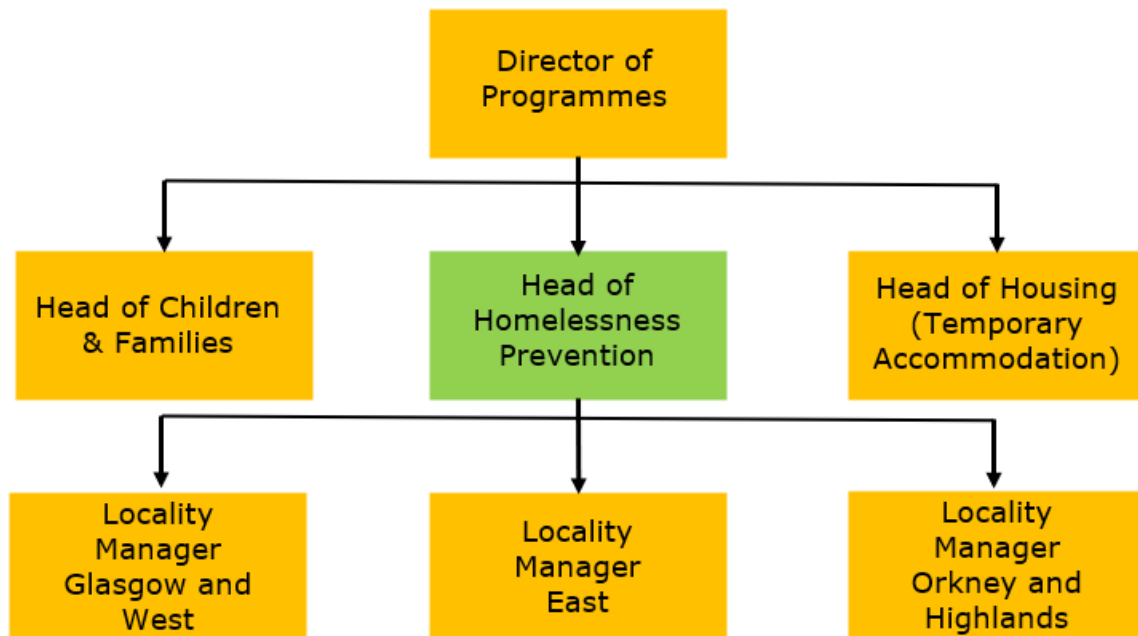 Director of
Programmes
Head of Children
& Families
Head of
Homelessness
Prevention
Head of Housing
(Temporary
Accommodation)
Locality
Manager
Glasgow and
West
Locality
Manager
East
Locality
Manager
Orkney and
Highlands